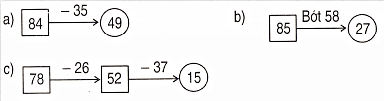 a) 84 – 35 49
b) 85 Bớt 58 27
c) 78 – 26 52 – 37 15